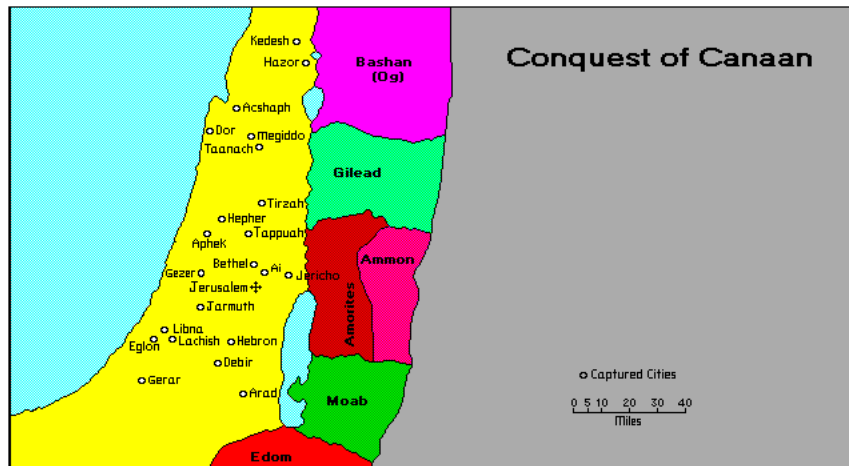 Conquest of Canaan
Kedesh
Hazor
Bashan
(Og)
Acshaph
Dor
Megiddo
Taanach
Gilead
Tirzah
Hepher
Aphek
Tappuah
Ammon
Bethel
Ai
Gezer
Jericho
Jerusalem
Amorites
Jarmuth
Libna
Lachish
Hebron
Eglon
Debir
Gerar
Arad
Moab
Edom
Captured Cities
0 5 10 20 30 40
Miles